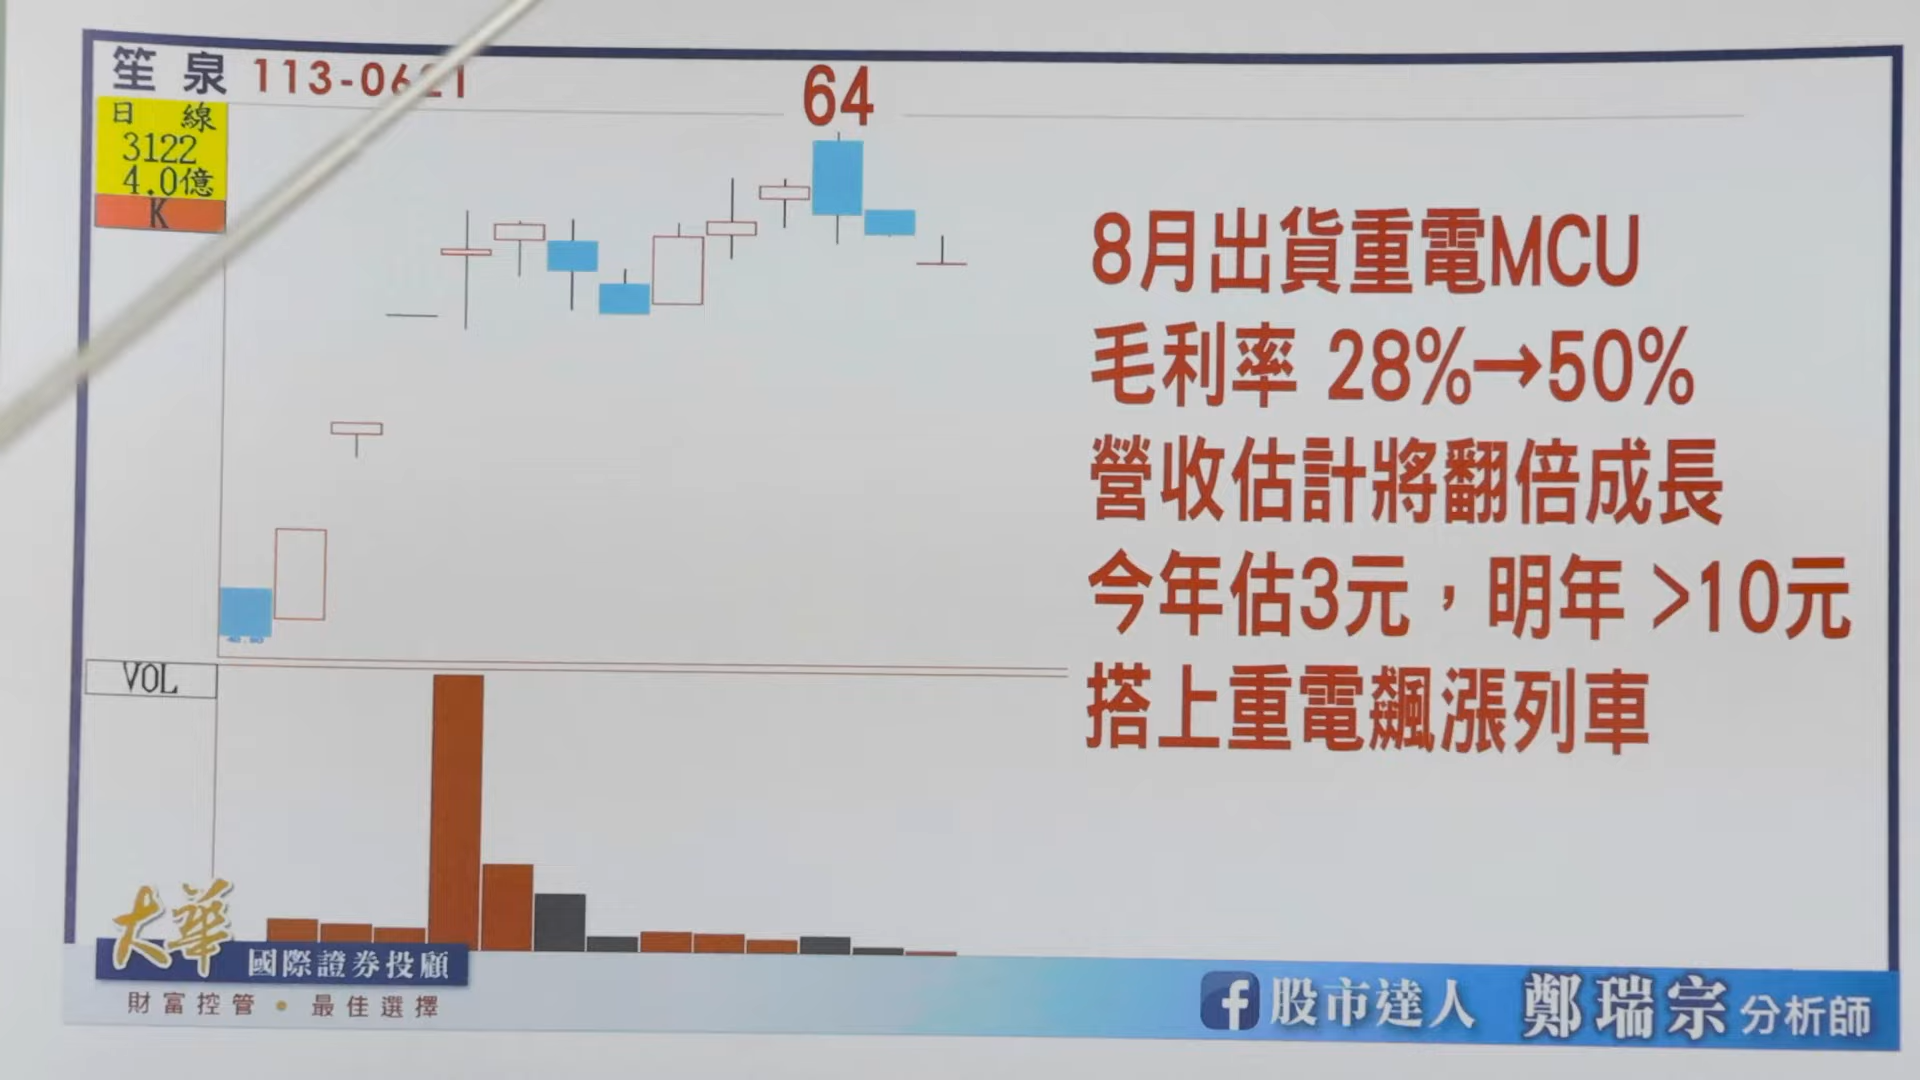 笙泉 113-0621
64
日線
3122
4.0億
K
8月出貨重電MCU
毛利率 28%→50%
營收估計將翻倍成長
今年估3元，明年 >10元
搭上重電飆漲列車
VOL
大華
國際證券投顧
財富控管・最佳選擇
f 股市達人 鄭瑞宗 分析師